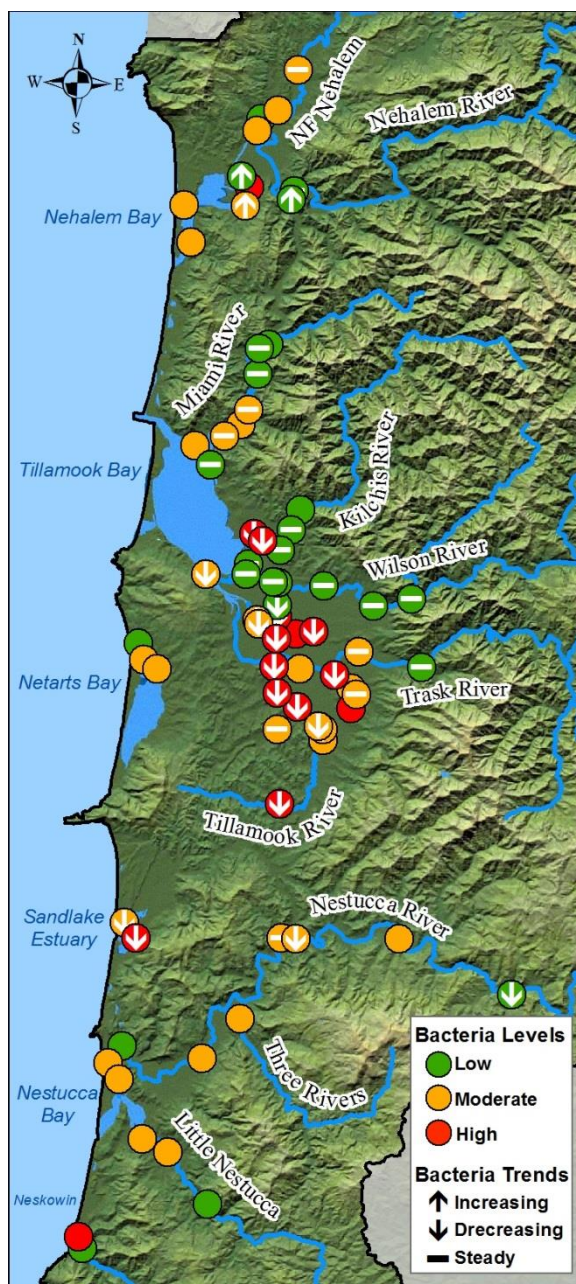 N
W E
S
NF Nehalem
Nehalem River
Nehalem Bay
Miami River
Tillamook Bay
Kilchis River
Wilson River
Netarts Bay
Trask River
Tillamook River
Sandlake
Estuary
Nestucca River
Nestucca
Bay
Three Rivers
Little Nestucca
Neskowin
Bacteria Levels
Low
Moderate
High
Bacteria Trends
Increasing
Drecreasing
Steady